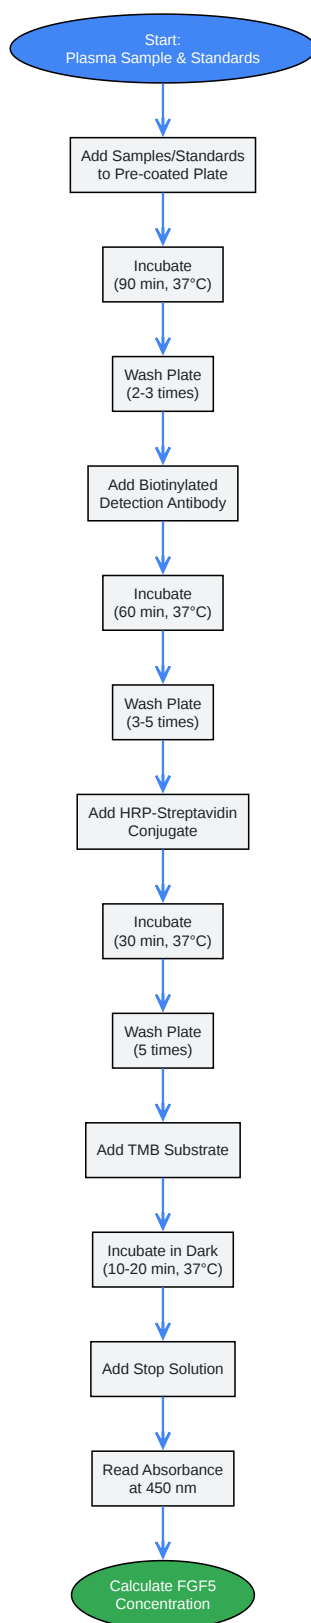 Start:
Plasma Sample & Standards
Add Samples/Standards
to Pre-coated Plate
Incubate
(90 min, 37°C)
Wash Plate
(2-3 times)
Add Biotinylated
Detection Antibody
Incubate
(60 min, 37°C)
Wash Plate
(3-5 times)
Add HRP-Streptavidin
Conjugate
Incubate
(30 min, 37°C)
Wash Plate
(5 times)
Add TMB Substrate
Incubate in Dark
(10-20 min, 37°C)
Add Stop Solution
Read Absorbance
at 450 nm
Calculate FGF5
Concentration